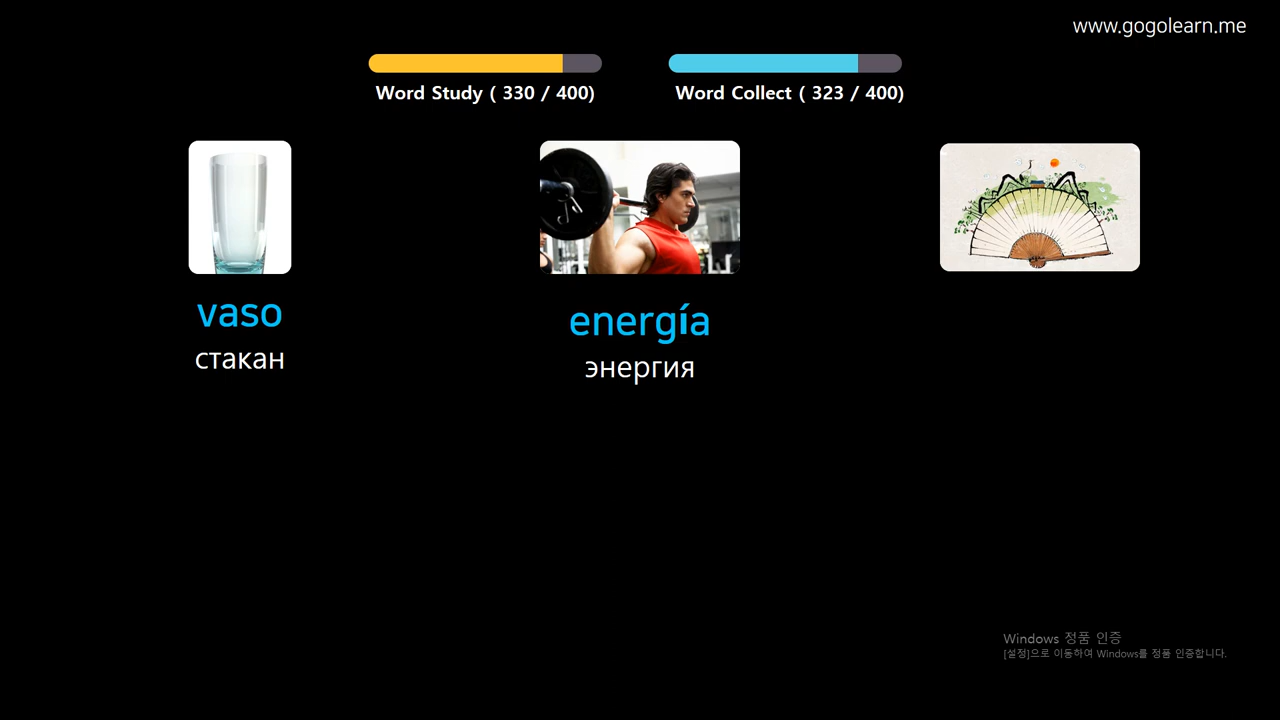 www.gogolearn.me
Word Study ( 330 / 400)
Word Collect ( 323 / 400)
vaso
стакан
energía
энергия
Windows 정품 인증
[설정]으로 이동하여 Windows를 정품 인증합니다.